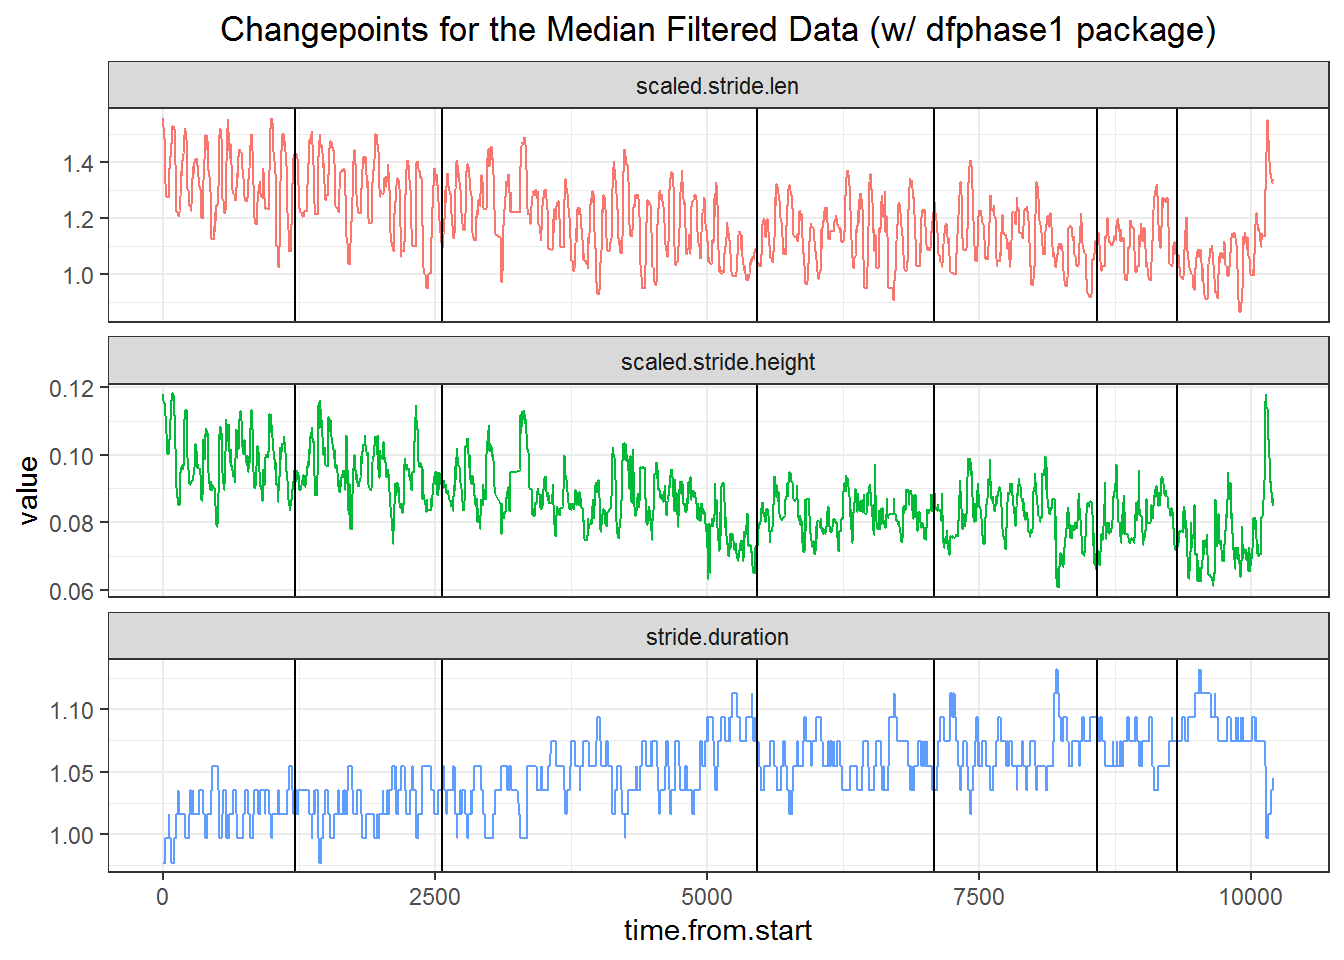 Changepoints for the Median Filtered Data (w/ dfphase1 package)
scaled.stride.len
1.4
1.2
1.0
scaled.stride.height
0.12
0.10
0.08
0.06
value
stride.duration
1.10
1.05
1.00
0 2500 5000 7500 10000
time.from.start